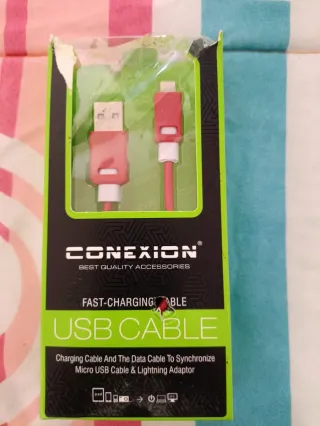 CONEXION®
BEST QUALITY ACCESSORIES
FAST-CHARGING CABLE
USB CABLE
Charging Cable And The Data Cable To Synchronize
Micro USB Cable & Lightning Adaptor